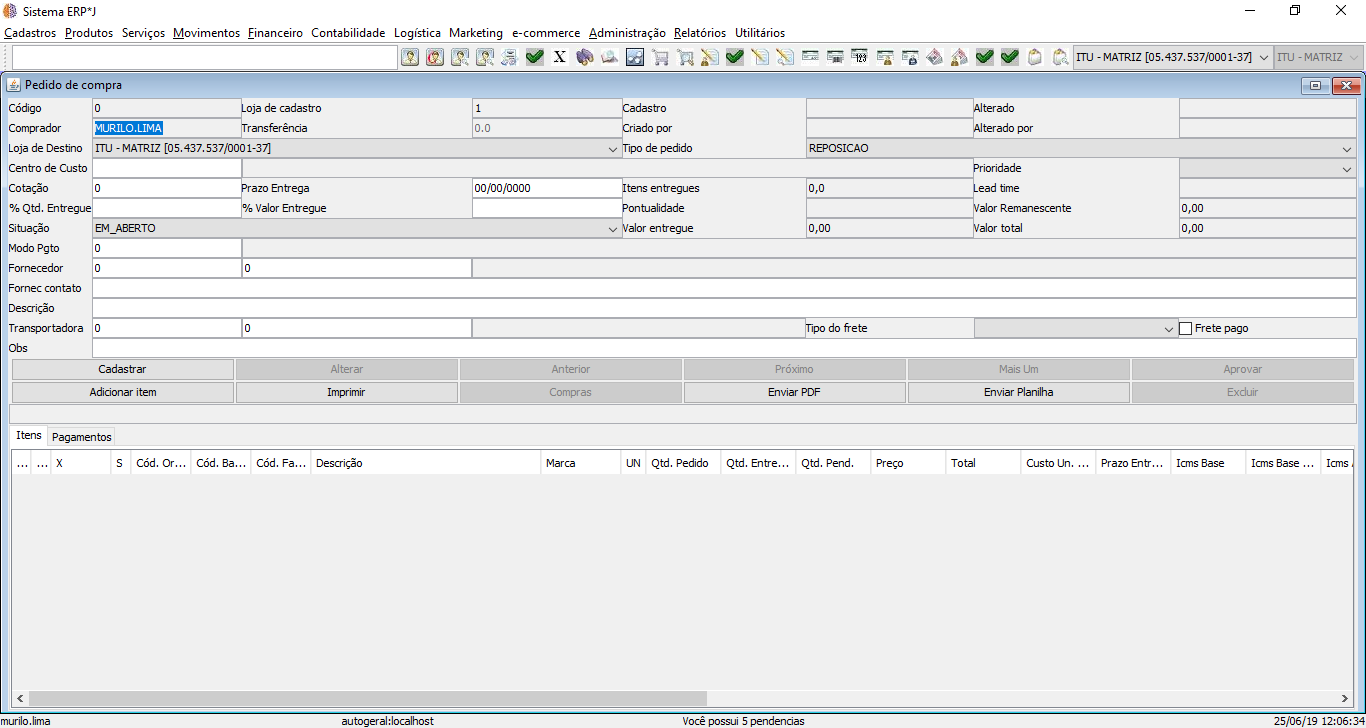 Sistema ERP*J
Cadastros Produtos Serviços Movimentos Financeiro Contabilidade Logística Marketing e-commerce Administração Relatórios Utilitários
X 123 ITU - MATRIZ [05.437.537/0001-37] ITU - MATRIZ
Pedido de compra
Código 0 Loja de cadastro 1 Cadastro Alterado
Comprador MURILO.LIMA Transferência 0.0 Criado por Alterado por
Loja de Destino ITU - MATRIZ [05.437.537/0001-37] Tipo de pedido REPOSICAO
Centro de Custo Prioridade
Cotação 0 Prazo Entrega 00/00/0000 Itens entregues 0,0 Lead time
% Qtd. Entregue % Valor Entregue Pontualidade Valor Remanescente 0,00
Situação EM_ABERTO Valor entregue 0,00 Valor total 0,00
Modo Pgto 0
Fornecedor 0 0
Fornec contato
Descrição
Transportadora 0 0 Tipo do frete Frete pago
Obs
Cadastrar Alterar Anterior Próximo Mais Um Aprovar
Adicionar item Imprimir Compras Enviar PDF Enviar Planilha Excluir
Itens Pagamentos
... ... X S Cód. Or... Cód. Ba... Cód. Fa... Descrição Marca UN Qtd. Pedido Qtd. Entre... Qtd. Pend. Preço Total Custo Un. ... Prazo Entr... Icms Base Icms Base ... Icms
murilo.lima autogeral:localhost Você possui 5 pendencias 25/06/19 12:06:34